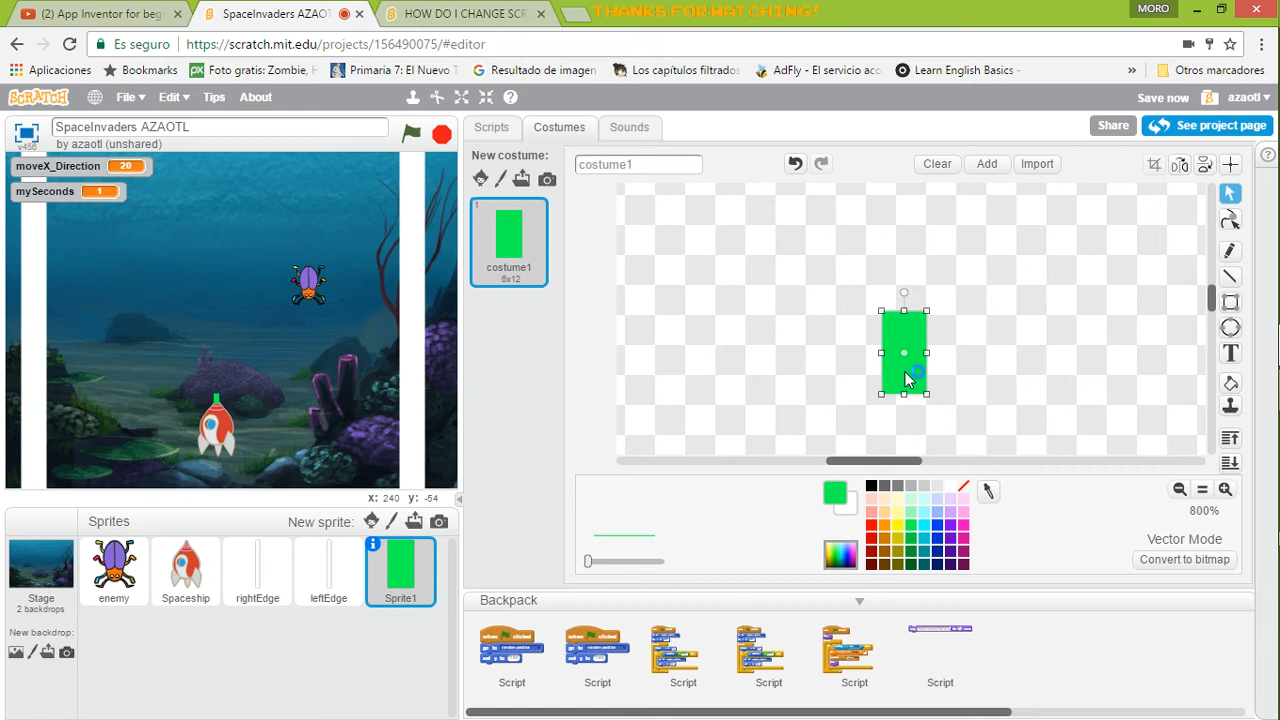 (2) App Inventor for begi
SpaceInvaders AZAOTL
HOW DO I CHANGE SCR
THANKS FOR WATCHING!
MORO
Es seguro
https://scratch.mit.edu/projects/156490075/#editor
Aplicaciones
Bookmarks
Foto gratis: Zombie, H
Primaria 7: El Nuevo T
Resultado de imagen
Los capítulos filtrados
AdFly - El servicio aco
Learn English Basics -
»
Otros marcadores
SCRATCH
File
Edit
Tips
About
Save now
azaotl
SpaceInvaders AZAOTL
by azaotl (unshared)
v456
Scripts
Costumes
Sounds
Share
See project page
moveX_Direction 20
mySeconds 1
New costume:
costume1
Clear
Add
Import
1
costume1
6x12
T
x: 240 y: -54
800%
Vector Mode
Convert to bitmap
Sprites
New sprite:
Stage
2 backdrops
New backdrop:
enemy
Spaceship
rightEdge
leftEdge
Sprite1
Backpack
Script
Script
Script
Script
Script
Script